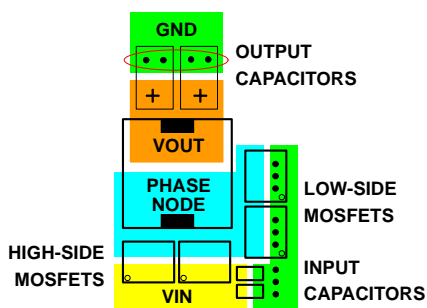 GND
OUTPUT
CAPACITORS
+ +
VOUT
PHASE
NODE
LOW-SIDE
MOSFETS
HIGH-SIDE
MOSFETS
INPUT
CAPACITORS
VIN